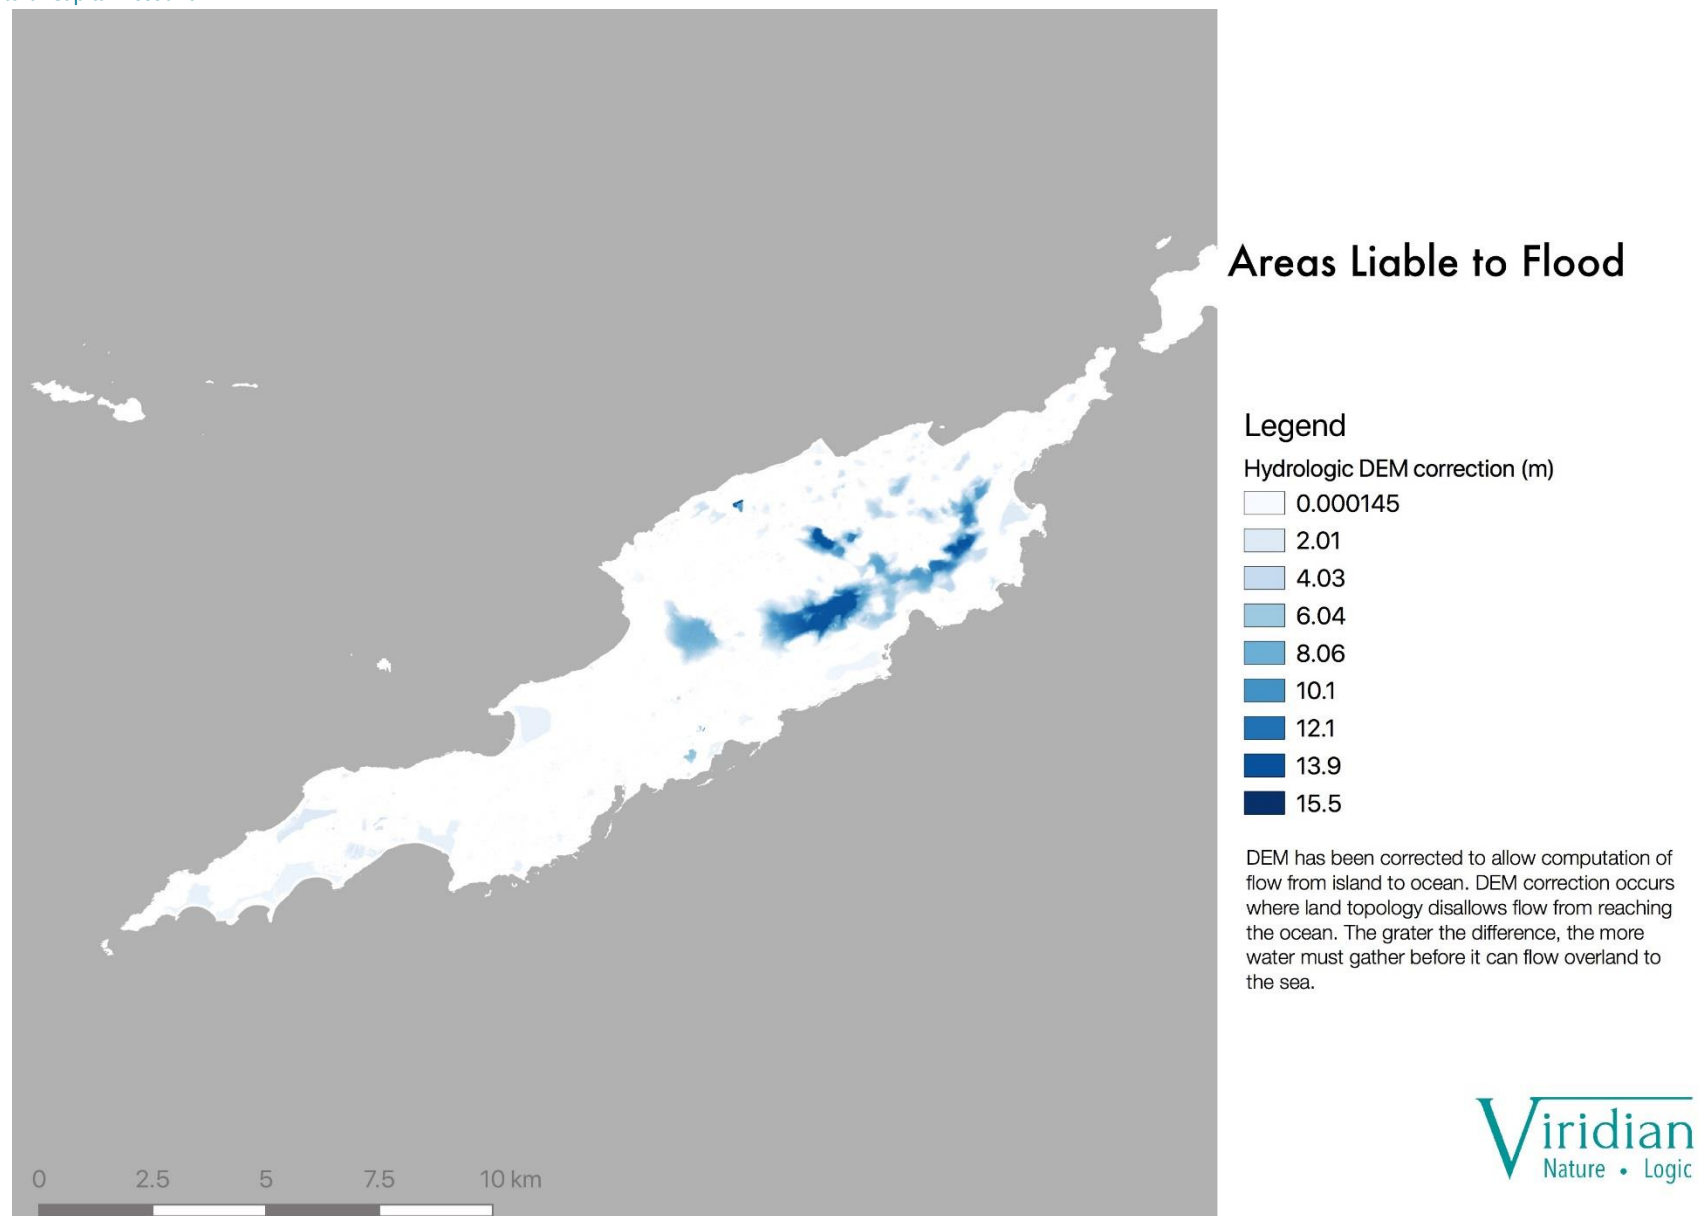 Areas Liable to Flood
Legend
Hydrologic DEM correction (m)
0.000145
2.01
4.03
6.04
8.06
10.1
12.1
13.9
15.5
DEM has been corrected to allow computation of
flow from island to ocean. DEM correction occurs
where land topology disallows flow from reaching
the ocean. The grater the difference, the more
water must gather before it can flow overland to
the sea.
0 2.5 5 7.5 10 km
Viridian
Nature • Logic